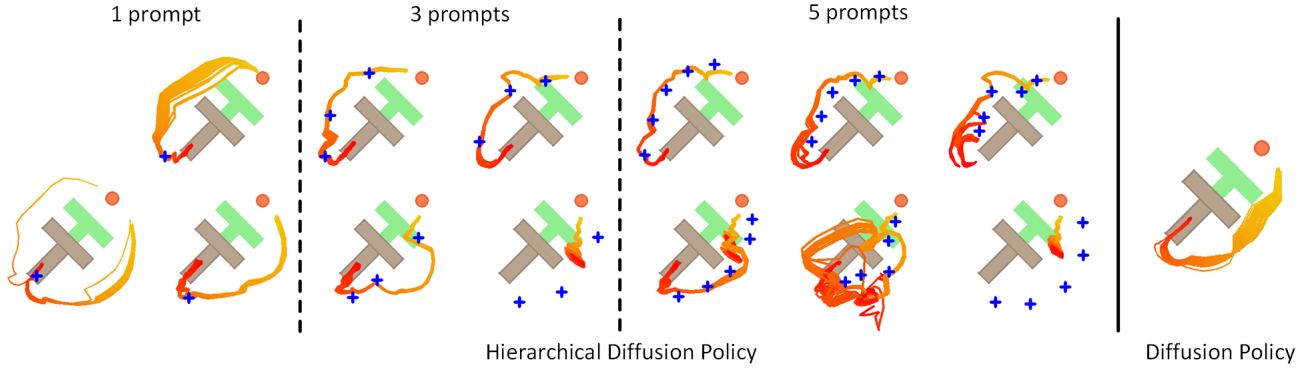 1 prompt
3 prompts
5 prompts
Hierarchical Diffusion Policy
Diffusion Policy